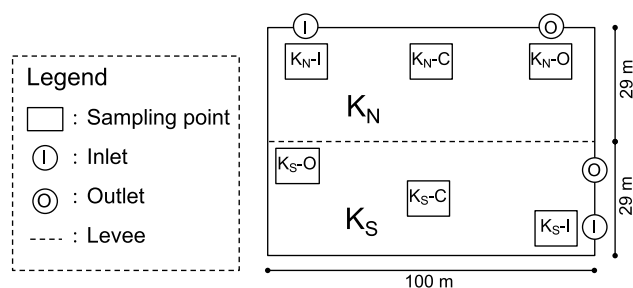 Legend
: Sampling point
I : Inlet
O : Outlet
: Levee
I
O
K_N-I
K_N-C
K_N-O
K_N
29 m
K_S-O
O
K_S-C
K_S-I
I
K_S
29 m
100 m